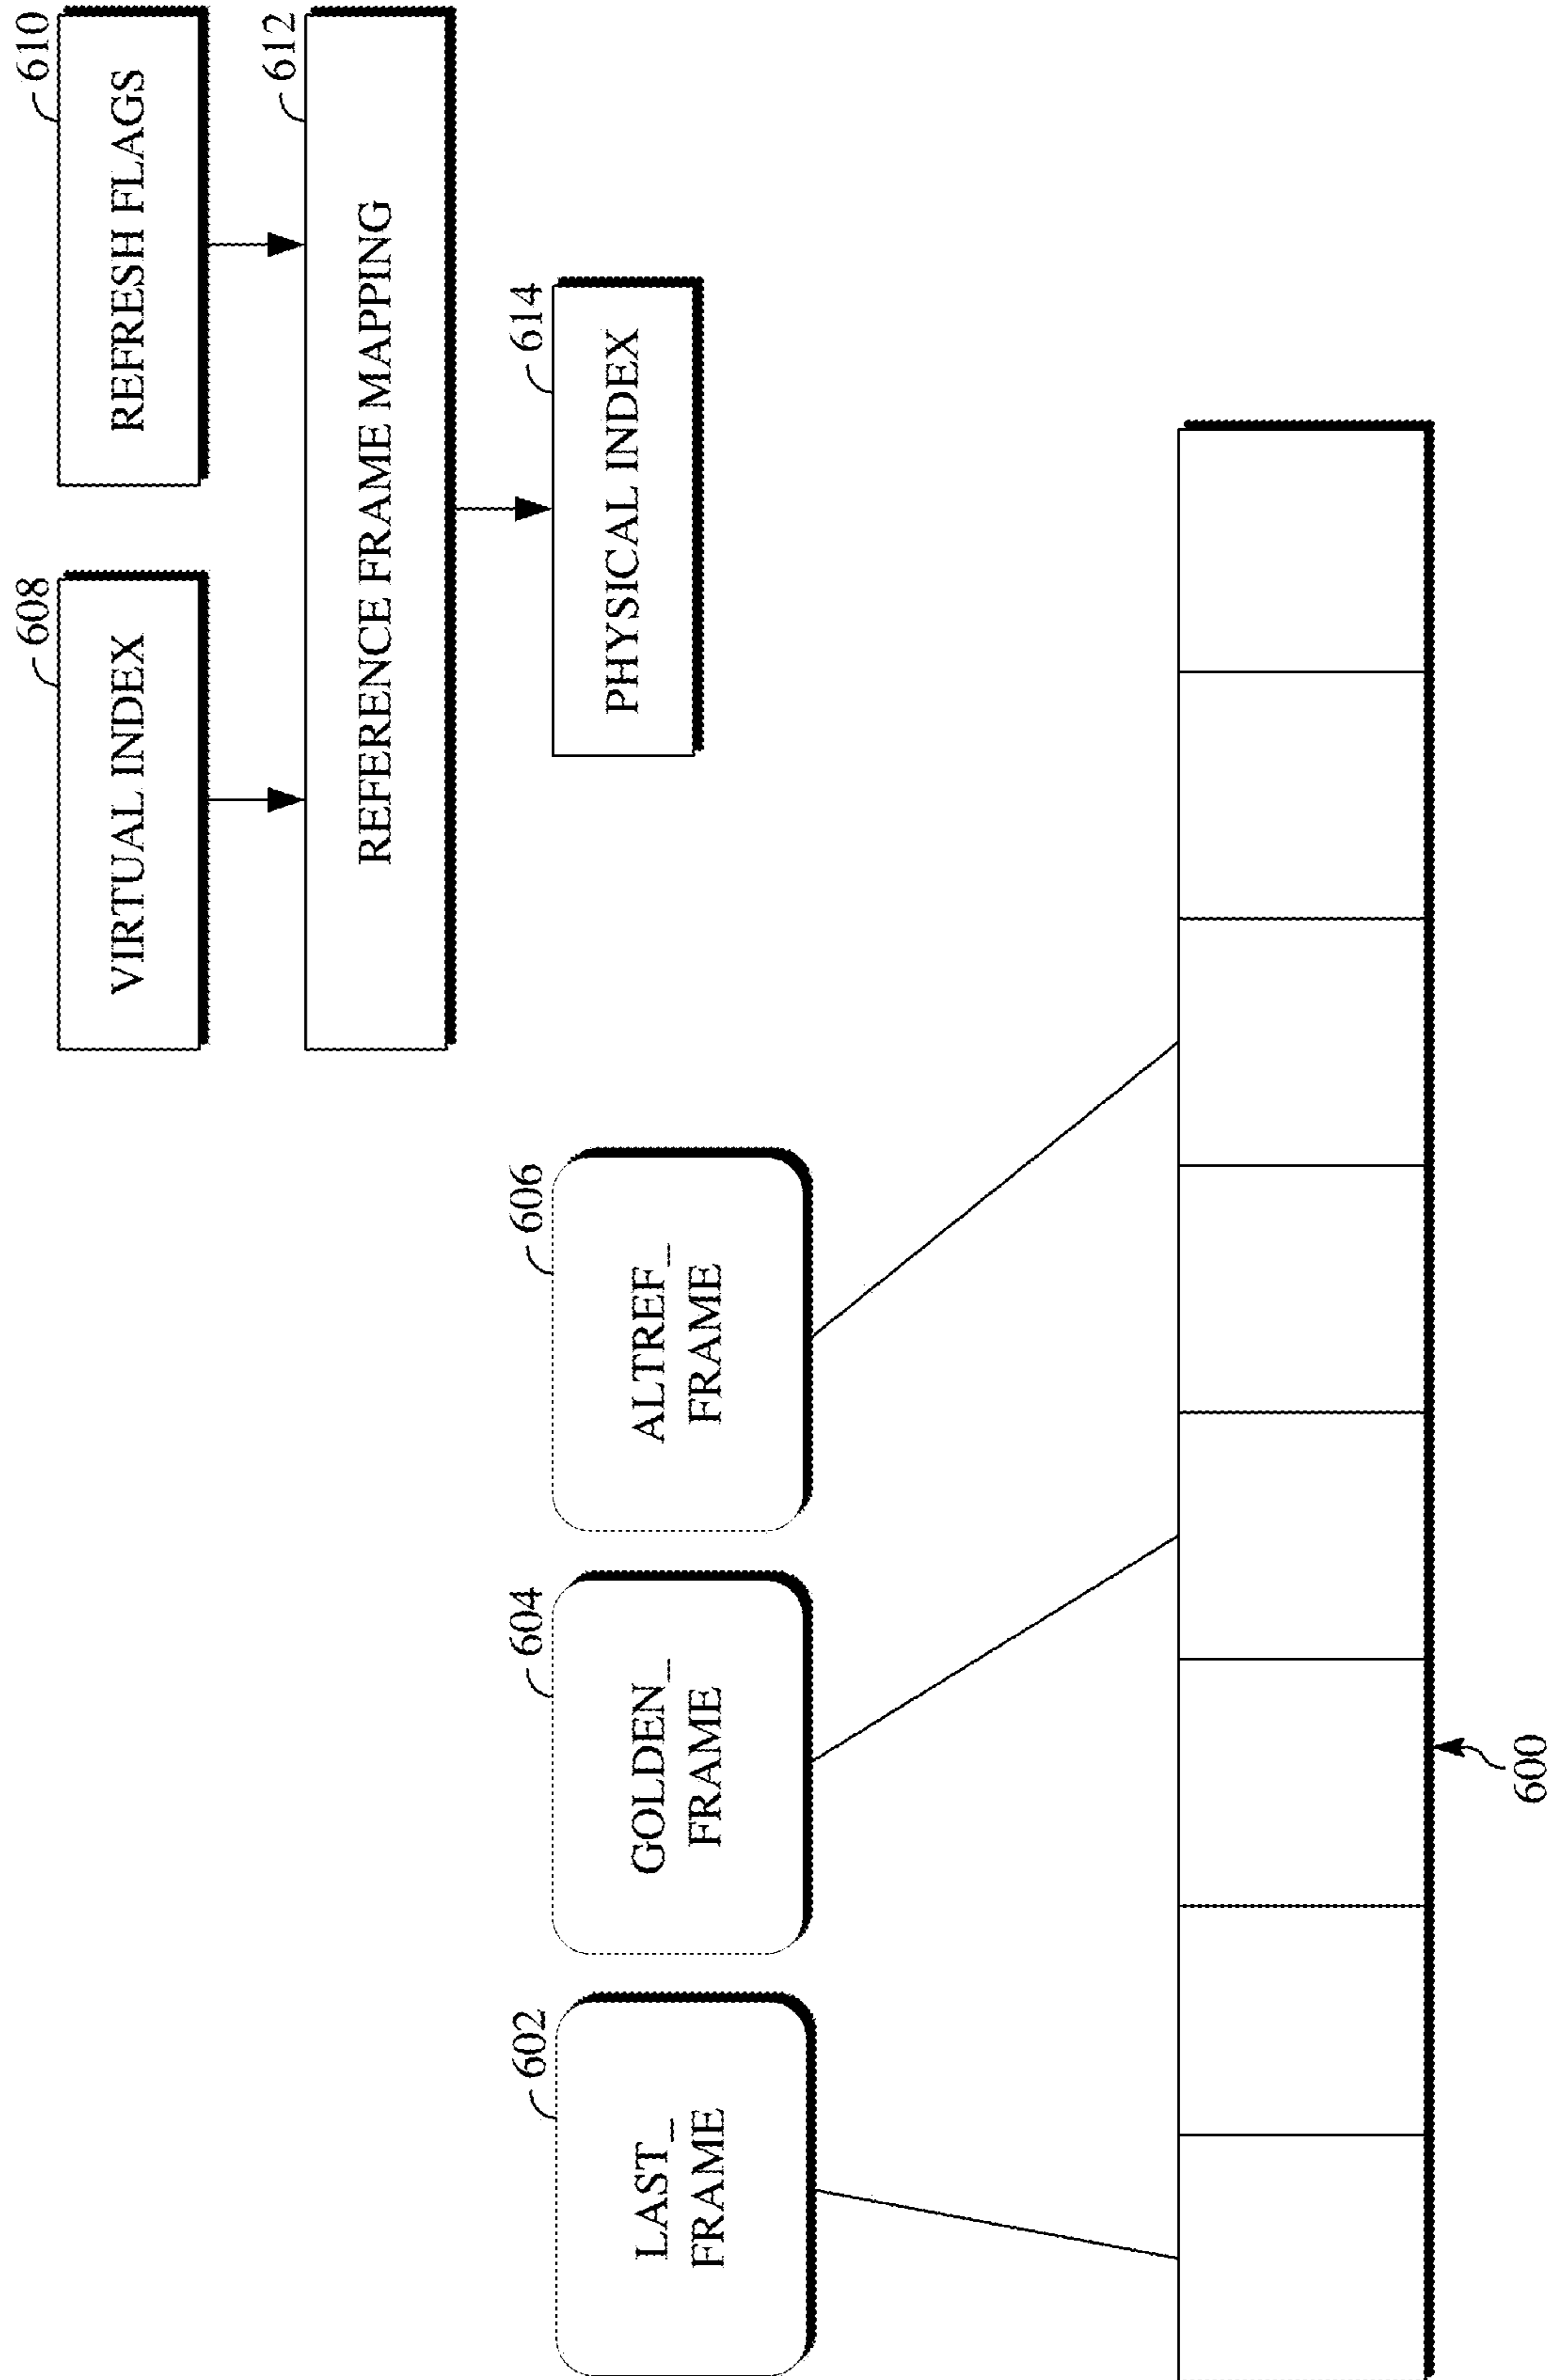 610
REFRESH FLAGS
608
VIRTUAL INDEX
612
REFERENCE FRAME MAPPING
614
PHYSICAL INDEX
602
LAST_
FRAME
604
GOLDEN_
FRAME
606
ALTREF_
FRAME
600